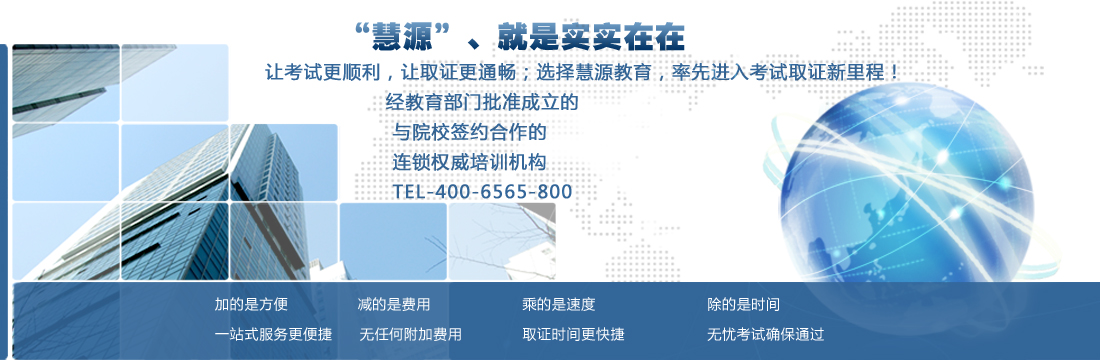 “慧源”、就是实实在在
让考试更顺利，让取证更通畅；选择慧源教育，率先进入考试取证新里程！
经教育部门批准成立的
与院校签约合作的
连锁权威培训机构
TEL-400-6565-800
加的是方便 减的是费用 乘的是速度 除的是时间
一站式服务更便捷 无任何附加费用 取证时间更快捷 无忧考试确保通过